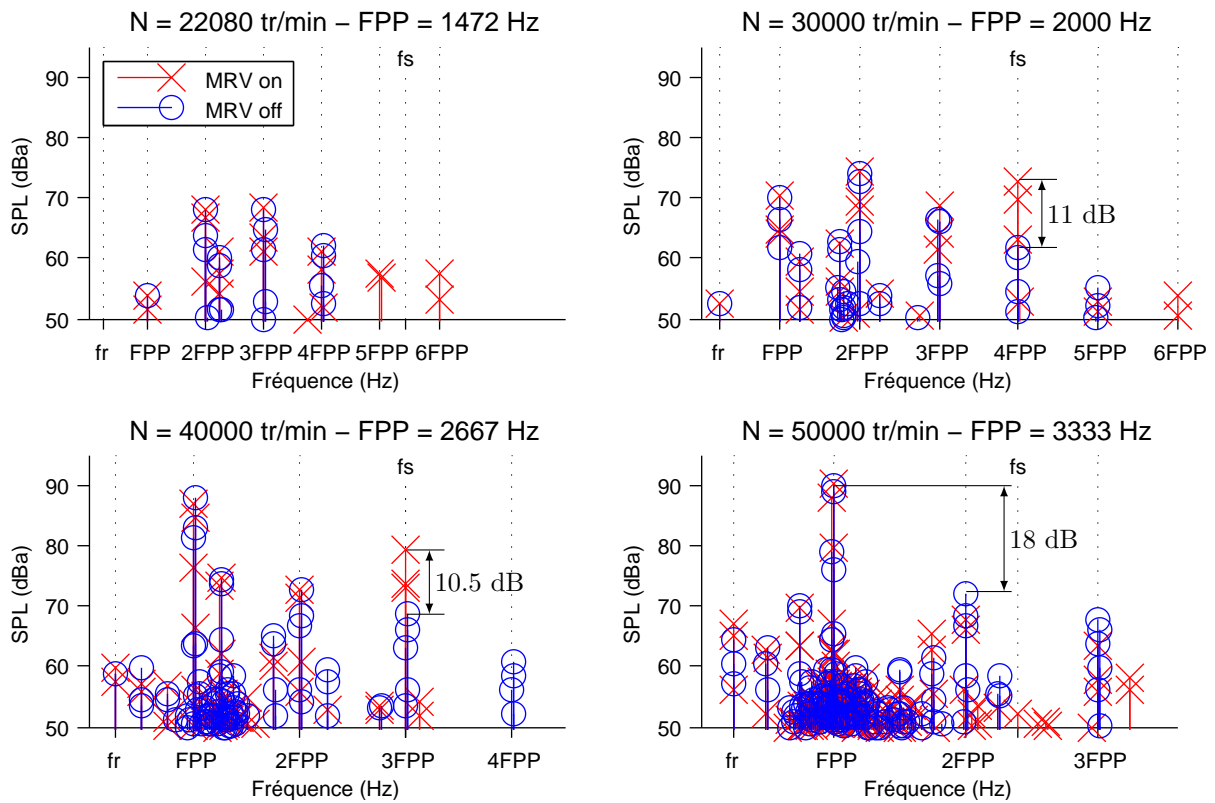 N = 22080 tr/min − FPP = 1472 Hz
fs
MRV on
MRV off
90
80
70
60
50
SPL (dBa)
fr FPP 2FPP 3FPP 4FPP 5FPP 6FPP
Fréquence (Hz)
N = 30000 tr/min − FPP = 2000 Hz
fs
90
80
70
60
50
SPL (dBa)
11 dB
fr FPP 2FPP 3FPP 4FPP 5FPP 6FPP
Fréquence (Hz)
N = 40000 tr/min − FPP = 2667 Hz
fs
90
80
70
60
50
SPL (dBa)
10.5 dB
fr FPP 2FPP 3FPP 4FPP
Fréquence (Hz)
N = 50000 tr/min − FPP = 3333 Hz
fs
90
80
70
60
50
SPL (dBa)
18 dB
fr FPP 2FPP 3FPP
Fréquence (Hz)